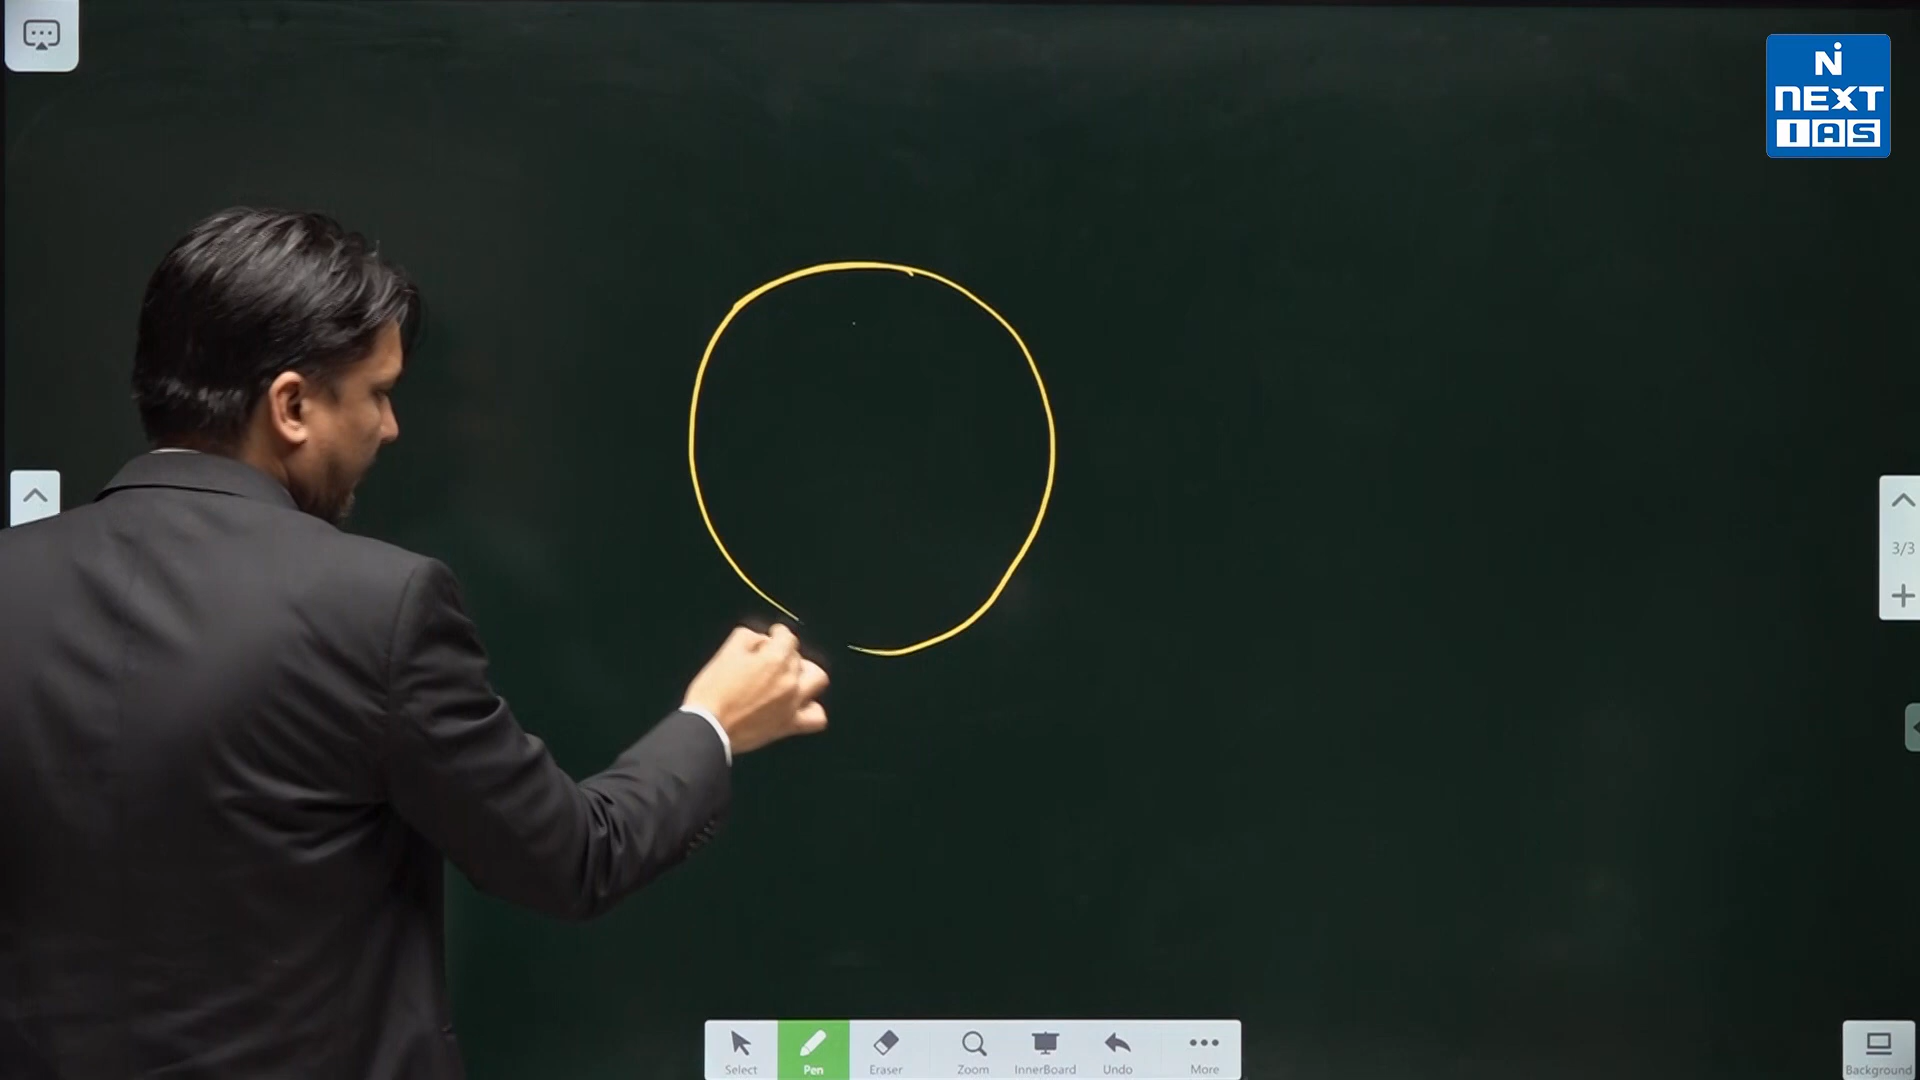 NEXT
IAS
3/3
Select
Pen
Eraser
Zoom
InnerBoard
Undo
More
Background